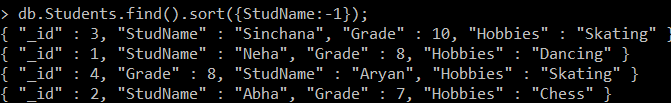 > db.Students.find().sort({StudName:-1});
{ "_id" : 3, "StudName" : "Sinchana", "Grade" : 10, "Hobbies" : "Skating" }
{ "_id" : 1, "StudName" : "Neha", "Grade" : 8, "Hobbies" : "Dancing" }
{ "_id" : 4, "Grade" : 8, "StudName" : "Aryan", "Hobbies" : "Skating" }
{ "_id" : 2, "StudName" : "Abha", "Grade" : 7, "Hobbies" : "Chess" }